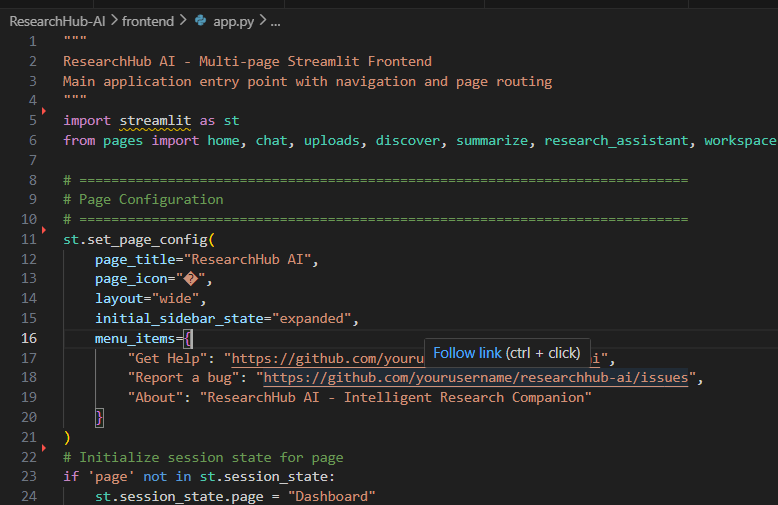 ResearchHub-AI > frontend > app.py > ...
1 """
2 ResearchHub AI - Multi-page Streamlit Frontend
3 Main application entry point with navigation and page routing
4 """
5 import streamlit as st
6 from pages import home, chat, uploads, discover, summarize, research_assistant, workspace
7
8 # ============================================================================
9 # Page Configuration
10 # ============================================================================
11 st.set_page_config(
12 page_title="ResearchHub AI",
13 page_icon="�",
14 layout="wide",
15 initial_sidebar_state="expanded",
16 menu_items={
17 "Get Help": "https://github.com/youru i",
Follow link (ctrl + click)
18 "Report a bug": "https://github.com/yourusername/researchhub-ai/issues",
19 "About": "ResearchHub AI - Intelligent Research Companion"
20 }
21 )
22 # Initialize session state for page
23 if 'page' not in st.session_state:
24 st.session_state.page = "Dashboard"